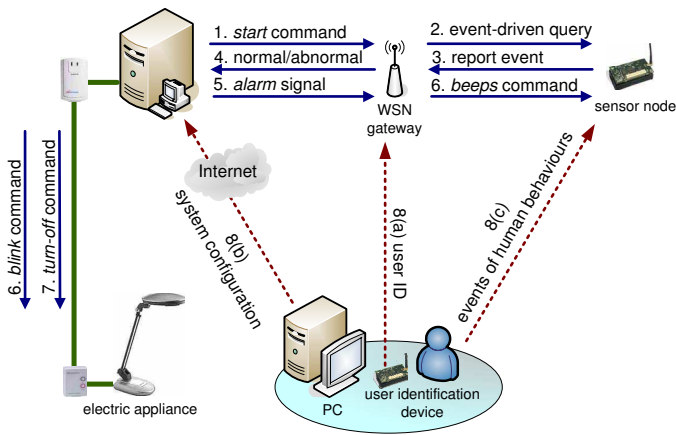 1. start command
2. event-driven query
4. normal/abnormal
3. report event
5. alarm signal
6. beeps command
WSN
gateway
sensor node
Internet
6. blink command
7. turn-off command
8(b)
system configuration
8(a) user ID
8(c)
events of human behaviours
electric appliance
PC
user identification
device